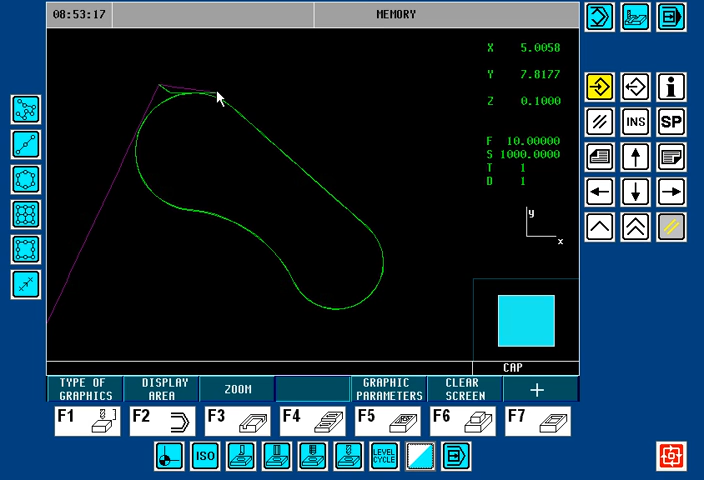 08:53:17
MEMORY
X 5.0058
Y 7.8177
Z 0.1000
F 10.00000
S 1000.0000
T 1
D 1
y
x
CAP
TYPE OF GRAPHICS
DISPLAY AREA
ZOOM
GRAPHIC PARAMETERS
CLEAR SCREEN
+
F1
F2
F3
F4
F5
F6
F7
ISO
LEVEL CYCLE
i
INS
SP